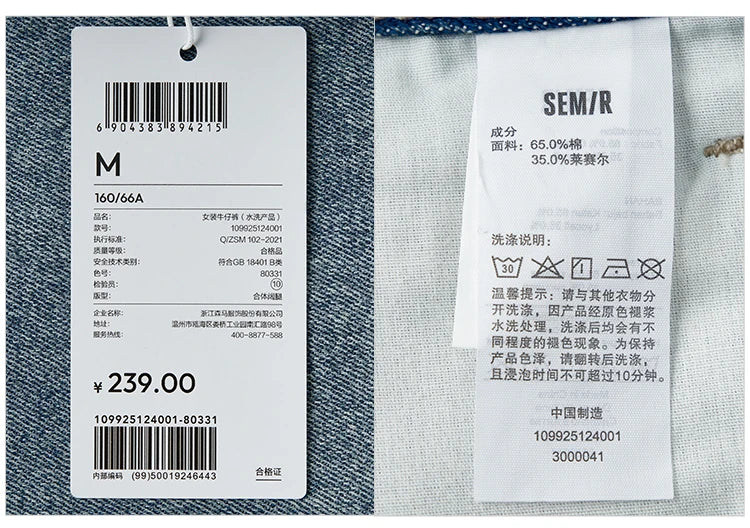 6 904383 894215
M
160/66A
品名: 女装牛仔裤（水洗产品）
款号: 109925124001
执行标准: Q/ZSM 102-2021
质量等级: 合格品
安全技术类别: 符合GB 18401 B类
色号: 80331
检验员: 10
版型: 合体阔腿
企业名称: 浙江森马服饰股份有限公司
地址: 温州市瓯海区娄桥工业园南汇路98号
服务热线: 400-8877-588
¥ 239.00
109925124001-80331
内部编码 (99)50019246443
合格证
SEMIR
成分
面料: 65.0%棉
35.0%莱赛尔
洗涤说明:
30
温馨提示: 请与其他衣物分
开洗涤, 因产品经原色褪浆
水洗处理, 洗涤后均会有不
同程度的褪色现象。为保持
产品色泽, 请翻转后洗涤,
且浸泡时间不可超过10分钟。
中国制造
109925124001
3000041